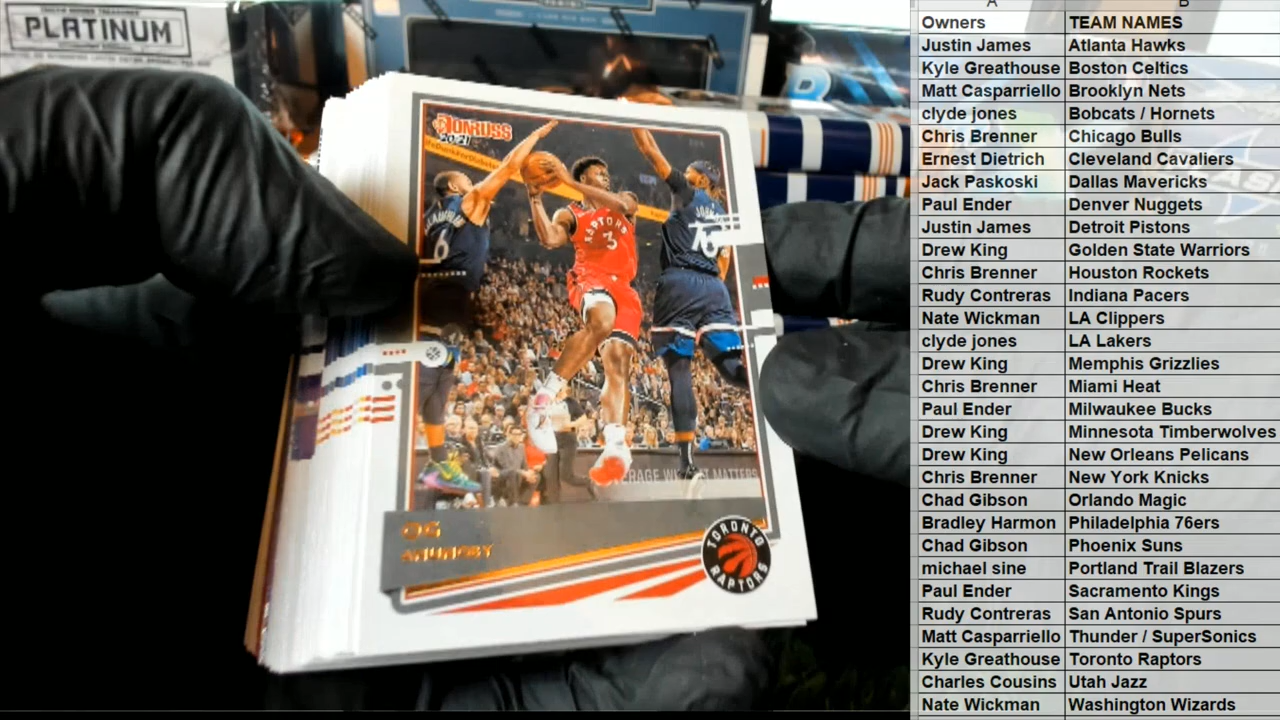 PLATINUM
DONRUSS
20-21
RAPTORS
3
6
OG
ANUNOBY
TORONTO
RAPTORS
A B
Owners TEAM NAMES
Justin James Atlanta Hawks
Kyle Greathouse Boston Celtics
Matt Casparriello Brooklyn Nets
clyde jones Bobcats / Hornets
Chris Brenner Chicago Bulls
Ernest Dietrich Cleveland Cavaliers
Jack Paskoski Dallas Mavericks
Paul Ender Denver Nuggets
Justin James Detroit Pistons
Drew King Golden State Warriors
Chris Brenner Houston Rockets
Rudy Contreras Indiana Pacers
Nate Wickman LA Clippers
clyde jones LA Lakers
Drew King Memphis Grizzlies
Chris Brenner Miami Heat
Paul Ender Milwaukee Bucks
Drew King Minnesota Timberwolves
Drew King New Orleans Pelicans
Chris Brenner New York Knicks
Chad Gibson Orlando Magic
Bradley Harmon Philadelphia 76ers
Chad Gibson Phoenix Suns
michael sine Portland Trail Blazers
Paul Ender Sacramento Kings
Rudy Contreras San Antonio Spurs
Matt Casparriello Thunder / SuperSonics
Kyle Greathouse Toronto Raptors
Charles Cousins Utah Jazz
Nate Wickman Washington Wizards